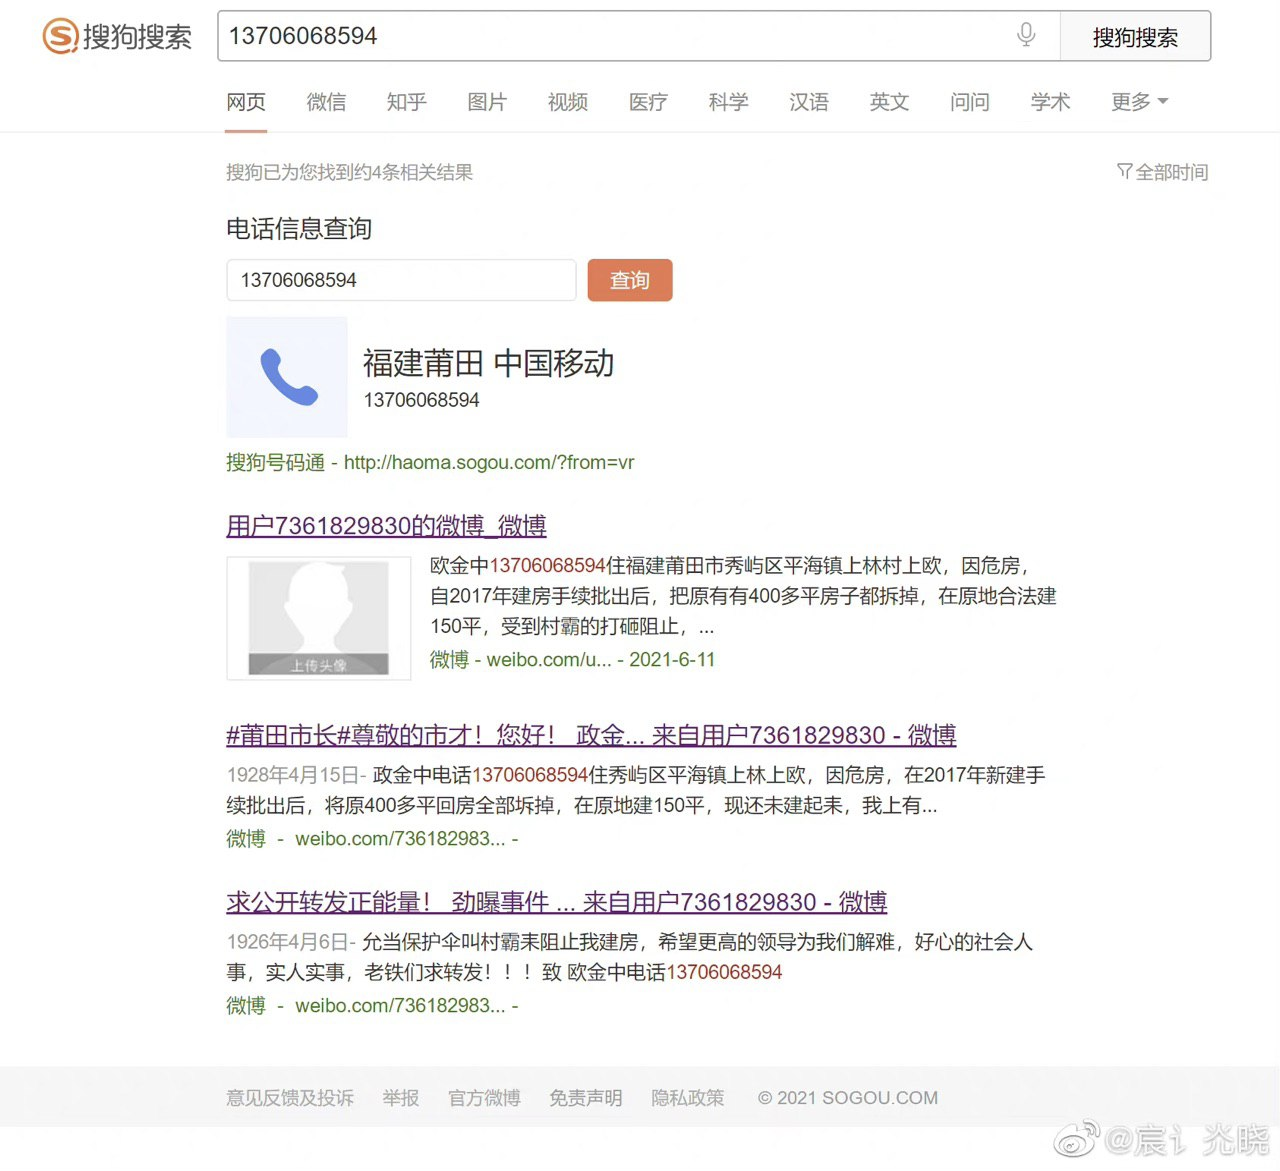 搜狗搜索
13706068594
搜狗搜索
网页 微信 知乎 图片 视频 医疗 科学 汉语 英文 问问 学术 更多
搜狗已为您找到约4条相关结果
全部时间
电话信息查询
13706068594
查询
福建莆田 中国移动
13706068594
搜狗号码通 - http://haoma.sogou.com/?from=vr
用户7361829830的微博_微博
上传头像
欧金中13706068594住福建莆田市秀屿区平海镇上林村上欧，因危房，
自2017年建房手续批出后，把原有有400多平房子都拆掉，在原地合法建
150平，受到村霸的打砸阻止，...
微博 - weibo.com/u... - 2021-6-11
#莆田市长#尊敬的市才！您好！ 政金... 来自用户7361829830 - 微博
1928年4月15日- 政金中电话13706068594住秀屿区平海镇上林上欧，因危房，在2017年新建手
续批出后，将原400多平回房全部坼掉，在原地建150平，现还未建起耒，我上有...
微博 - weibo.com/736182983... -
求公开转发正能量！ 劲曝事件 ... 来自用户7361829830 - 微博
1926年4月6日- 允当保护伞叫村霸耒阻止我建房，希望更高的领导为我们解难，好心的社会人
事，实人实事，老铁们求转发！！！致 欧金中电话13706068594
微博 - weibo.com/736182983... -
意见反馈及投诉 举报 官方微博 免责声明 隐私政策 © 2021 SOGOU.COM